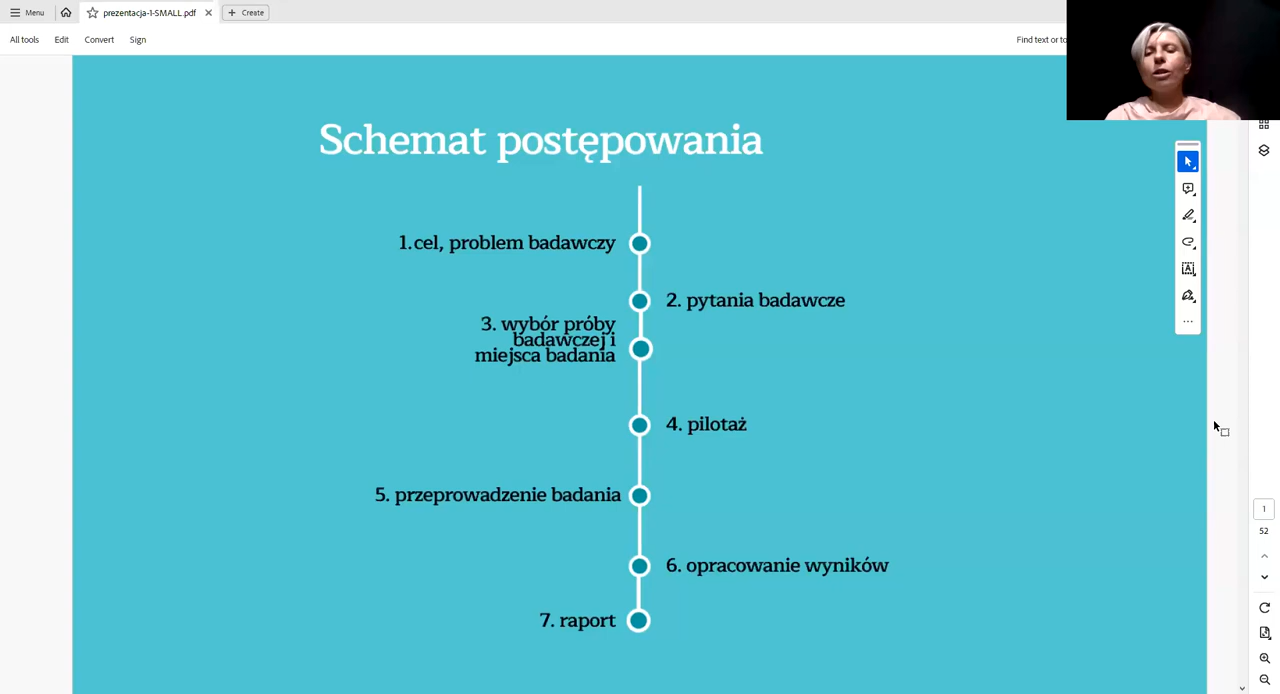 Menu
prezentacja-1-SMALL.pdf
Create
All tools
Edit
Convert
Sign
Find text or to
Schemat postępowania
1.cel, problem badawczy
2. pytania badawcze
3. wybór próby
badawczej i
miejsca badania
4. pilotaż
5. przeprowadzenie badania
6. opracowanie wyników
7. raport
1
52